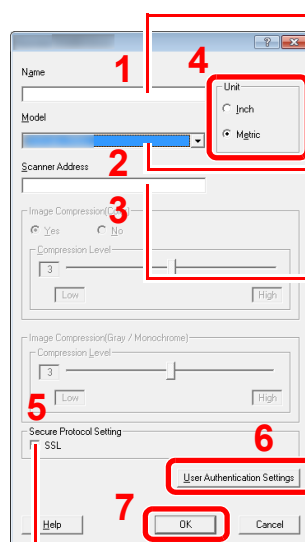 Name
1
4
Unit
Inch
Metric
Model
2
Scanner Address
3
Image Compression(Color)
Yes No
Compression Level
3
Low High
Image Compression(Gray / Monochrome)
Compression Level
3
Low High
5
Secure Protocol Setting
SSL
6
User Authentication Settings
7
Help OK Cancel